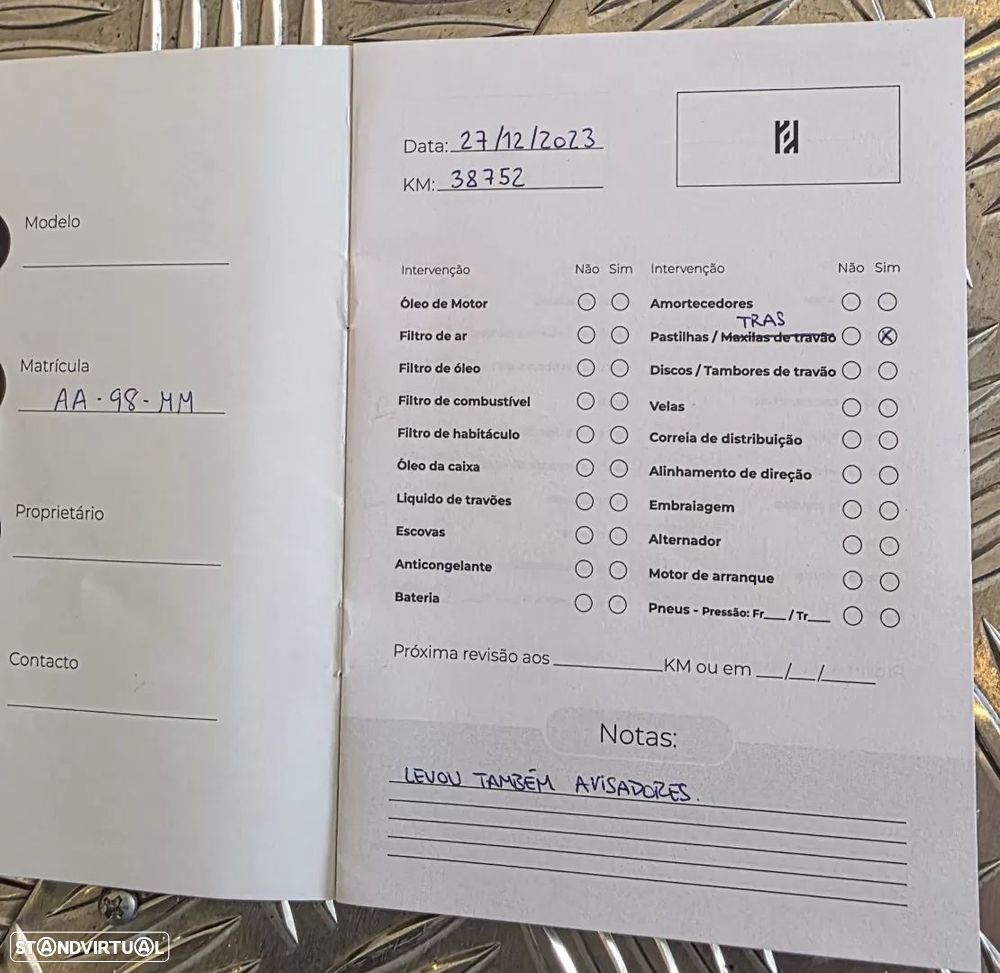 Modelo
Matrícula
AA-98-MM
Proprietário
Contacto
Data: 27/12/2023
KM: 38752
Intervenção Não Sim
Óleo de Motor
Filtro de ar
Filtro de óleo
Filtro de combustível
Filtro de habitáculo
Óleo da caixa
Liquido de travões
Escovas
Anticongelante
Bateria
Intervenção Não Sim
Amortecedores
TRAS
Pastilhas / Maxilas de travão X
Discos / Tambores de travão
Velas
Correia de distribuição
Alinhamento de direção
Embraiagem
Alternador
Motor de arranque
Pneus - Pressão: Fr___ / Tr___
Próxima revisão aos ___________KM ou em ___/___/______
Notas:
LEVOU TAMBÉM AVISADORES.
STANDVIRTUAL